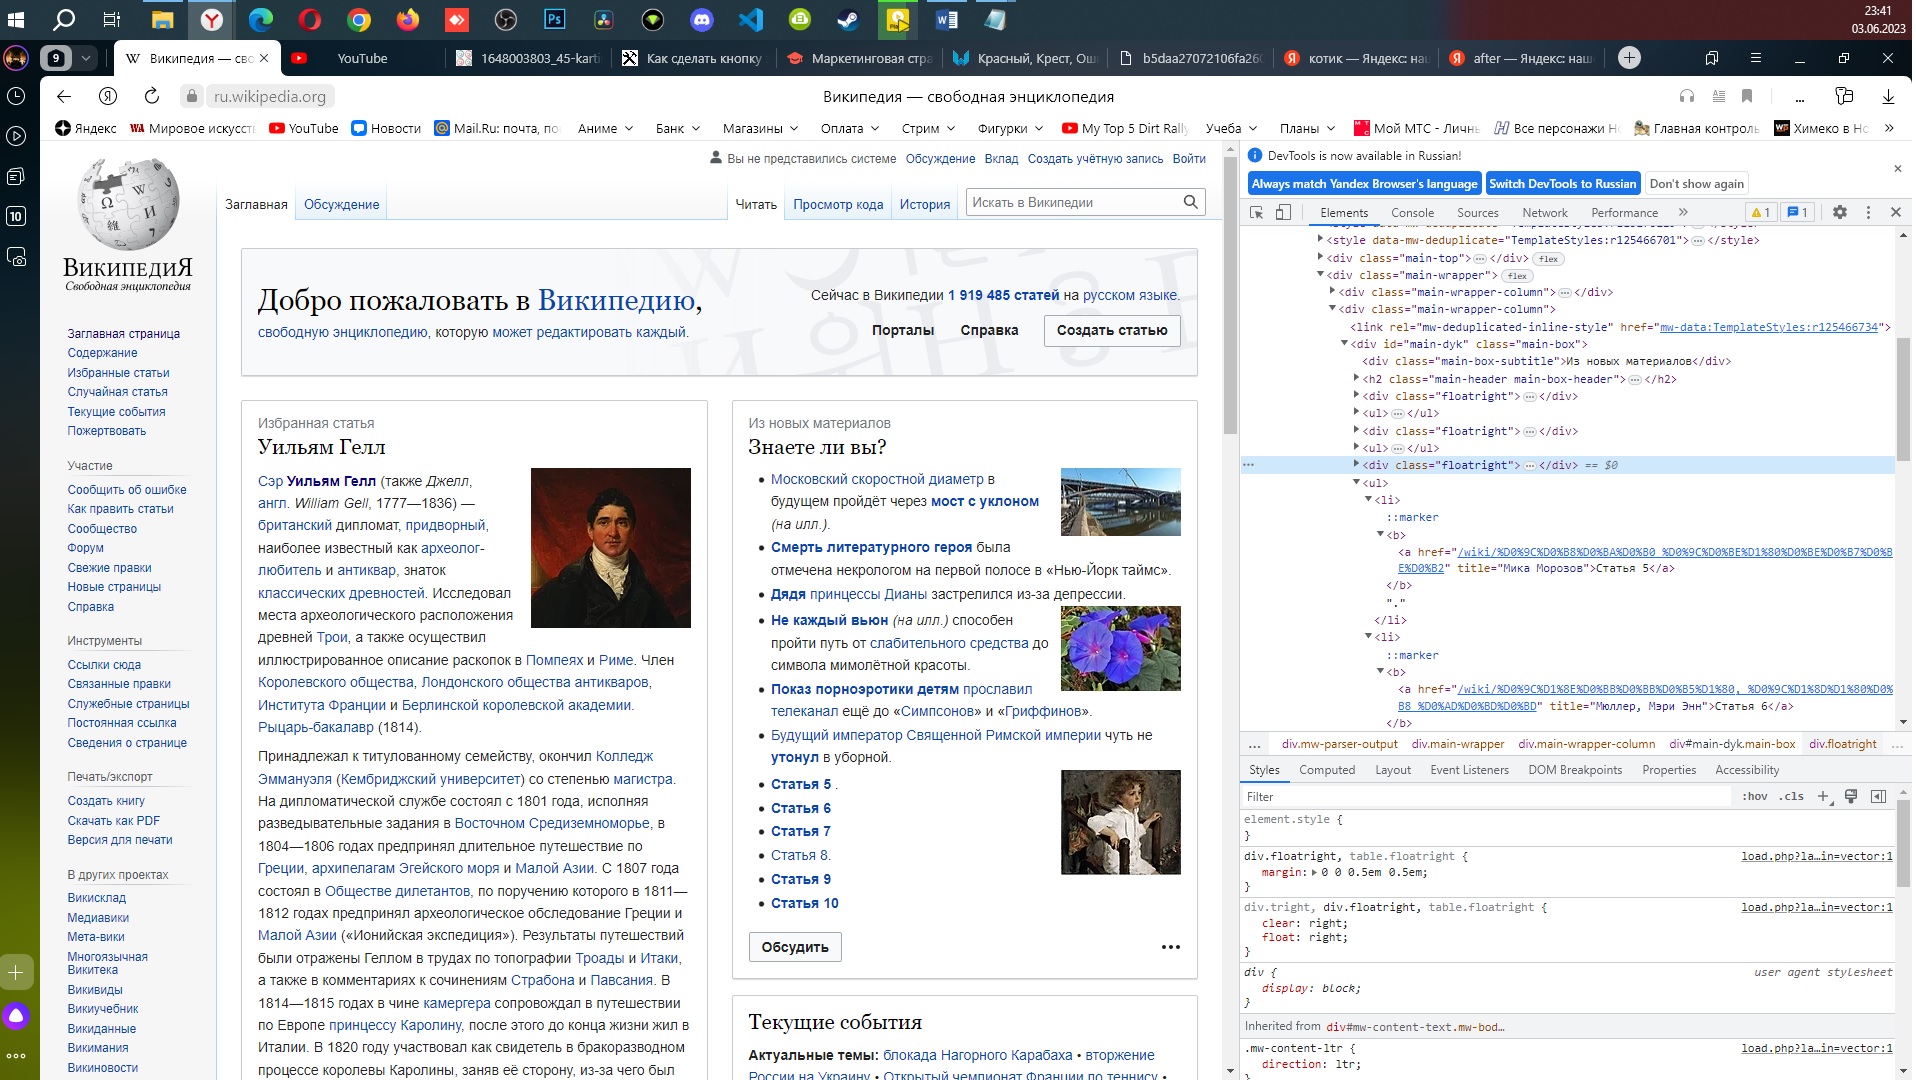 23:41
03.06.2023
9
Википедия — сво
YouTube
1648003803_45-karti
Как сделать кнопку
Маркетинговая стра
Красный, Крест, Оши
b5daa27072106fa260
котик — Яндекс: наш
after — Яндекс: наш
ru.wikipedia.org
Википедия — свободная энциклопедия
Яндекс
Мировое искусст
YouTube
Новости
Mail.Ru: почта, по
Аниме
Банк
Магазины
Оплата
Стрим
Фигурки
My Top 5 Dirt Rally
Учеба
Планы
Мой МТС - Личн
Все персонажи Но
Главная контроль
Химеко в Но
10
ВикипедиЯ
Свободная энциклопедия
Вы не представились системе Обсуждение Вклад Создать учётную запись Войти
Заглавная Обсуждение
Читать Просмотр кода История
Искать в Википедии
Добро пожаловать в Википедию,
свободную энциклопедию, которую может редактировать каждый.
Сейчас в Википедии 1 919 485 статей на русском языке.
Порталы Справка Создать статью
Заглавная страница
Содержание
Избранные статьи
Случайная статья
Текущие события
Пожертвовать
Участие
Сообщить об ошибке
Как править статьи
Сообщество
Форум
Свежие правки
Новые страницы
Справка
Инструменты
Ссылки сюда
Связанные правки
Служебные страницы
Постоянная ссылка
Сведения о странице
Печать/экспорт
Создать книгу
Скачать как PDF
Версия для печати
В других проектах
Викисклад
Медиавики
Мета-вики
Многоязычная
Викитека
Викивиды
Викиучебник
Викиданные
Викимания
Викиновости
Избранная статья
Уильям Гелл
Сэр Уильям Гелл (также Джелл,
англ. William Gell, 1777—1836) —
британский дипломат, придворный,
наиболее известный как археолог-
любитель и антиквар, знаток
классических древностей. Исследовал
места археологического расположения
древней Трои, а также осуществил
иллюстрированное описание раскопок в Помпеях и Риме. Член
Королевского общества, Лондонского общества антикваров,
Института Франции и Берлинской королевской академии.
Рыцарь-бакалавр (1814).
Принадлежал к титулованному семейству, окончил Колледж
Эммануэля (Кембриджский университет) со степенью магистра.
На дипломатической службе состоял с 1801 года, исполняя
разведывательные задания в Восточном Средиземноморье, в
1804—1806 годах предпринял длительное путешествие по
Греции, архипелагам Эгейского моря и Малой Азии. С 1807 года
состоял в Обществе дилетантов, по поручению которого в 1811—
1812 годах предпринял археологическое обследование Греции и
Малой Азии («Ионийская экспедиция»). Результаты путешествий
были отражены Геллом в трудах по топографии Троады и Итаки,
а также в комментариях к сочинениям Страбона и Павсания. В
1814—1815 годах в чине камергера сопровождал в путешествии
по Европе принцессу Каролину, после этого до конца жизни жил в
Италии. В 1820 году участвовал как свидетель в бракоразводном
процессе королевы Каролины, заняв её сторону, из-за чего был
Из новых материалов
Знаете ли вы?
Московский скоростной диаметр в
будущем пройдёт через мост с уклоном
(на илл.).
Смерть литературного героя была
отмечена некрологом на первой полосе в «Нью-Йорк таймс».
Дядя принцессы Дианы застрелился из-за депрессии.
Не каждый вьюн (на илл.) способен
пройти путь от слабительного средства до
символа мимолётной красоты.
Показ порноэротики детям прославил
телеканал ещё до «Симпсонов» и «Гриффинов».
Будущий император Священной Римской империи чуть не
утонул в уборной.
Статья 5 .
Статья 6
Статья 7
Статья 8.
Статья 9
Статья 10
Обсудить
Текущие события
Актуальные темы: блокада Нагорного Карабаха • вторжение
России на Украину • Открытый чемпионат Франции по теннису •
DevTools is now available in Russian!
Always match Yandex Browser's language Switch DevTools to Russian Don't show again
Elements Console Sources Network Performance » 1 1
<style data-mw-deduplicate="TemplateStyles:r125466701">…</style>
<div class="main-top">…</div> flex
<div class="main-wrapper"> flex
<div class="main-wrapper-column">…</div>
<div class="main-wrapper-column">
<link rel="mw-deduplicated-inline-style" href="mw-data:TemplateStyles:r125466734">
<div id="main-dyk" class="main-box">
<div class="main-box-subtitle">Из новых материалов</div>
<h2 class="main-header main-box-header">…</h2>
<div class="floatright">…</div>
<ul>…</ul>
<div class="floatright">…</div>
<ul>…</ul>
<div class="floatright">…</div> == $0
<ul>
<li>
::marker
<b>
<a href="/wiki/%D0%9C%D0%B8%D0%BA%D0%B0_%D0%9C%D0%BE%D1%80%D0%BE%D0%B7%D0%B
E%D0%B2" title="Мика Морозов">Статья 5</a>
</b>
"."
</li>
<li>
::marker
<b>
<a href="/wiki/%D0%9C%D1%8E%D0%BB%D0%BB%D0%B5%D1%80,_%D0%9C%D1%8D%D1%80%D0%
B8_%D0%AD%D0%BD%D0%BD" title="Мюллер, Мэри Энн">Статья 6</a>
</b>
... div.mw-parser-output div.main-wrapper div.main-wrapper-column div#main-dyk.main-box div.floatright ...
Styles Computed Layout Event Listeners DOM Breakpoints Properties Accessibility
Filter :hov .cls +
element.style {
}
div.floatright, table.floatright { load.php?la…in=vector:1
margin: 0 0 0.5em 0.5em;
}
div.tright, div.floatright, table.floatright { load.php?la…in=vector:1
clear: right;
float: right;
}
div { user agent stylesheet
display: block;
}
Inherited from div#mw-content-text.mw-bod…
.mw-content-ltr { load.php?la…in=vector:1
direction: ltr;